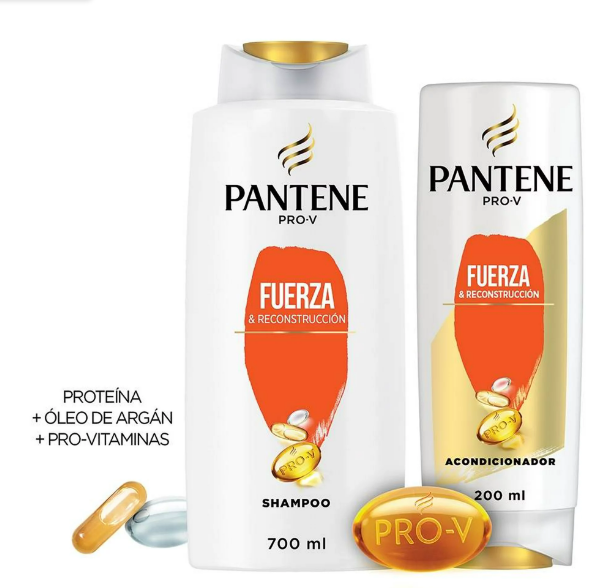 PANTENE
PRO-V
FUERZA
& RECONSTRUCCIÓN
PRO-V
SHAMPOO
700 ml
PANTENE
PRO-V
FUERZA
& RECONSTRUCCIÓN
PRO-V
ACONDICIONADOR
200 ml
PROTEÍNA
+ ÓLEO DE ARGÁN
+ PRO-VITAMINAS
PRO-V